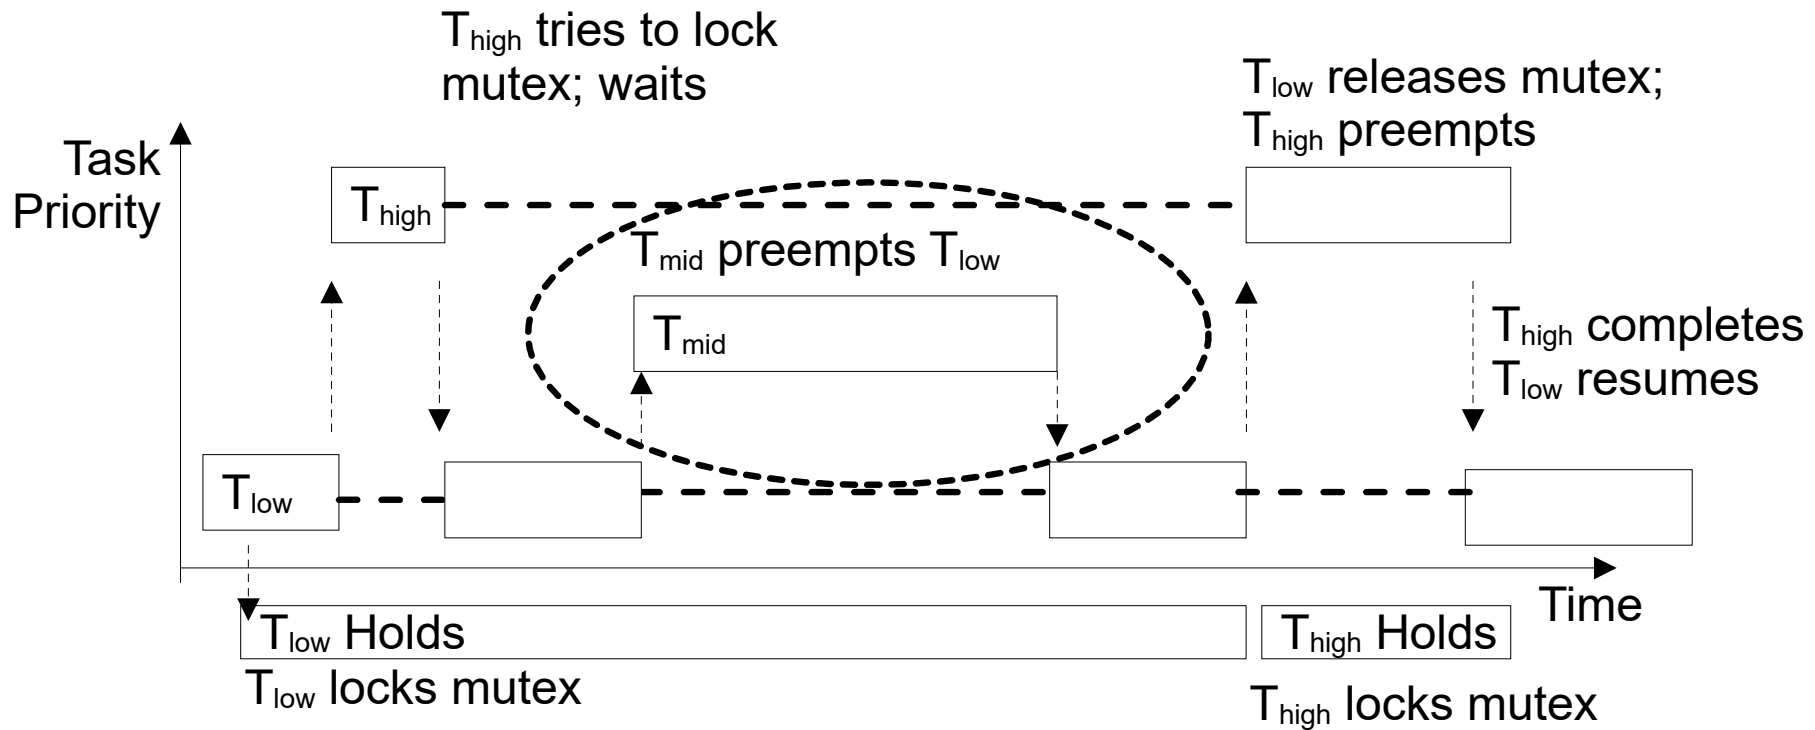 Thigh tries to lock
mutex; waits
Tlow releases mutex;
Thigh preempts
Task
Priority
Thigh
Tmid preempts Tlow
Tmid
Thigh completes
Tlow resumes
Tlow
Time
Tlow Holds
Thigh Holds
Tlow locks mutex
Thigh locks mutex